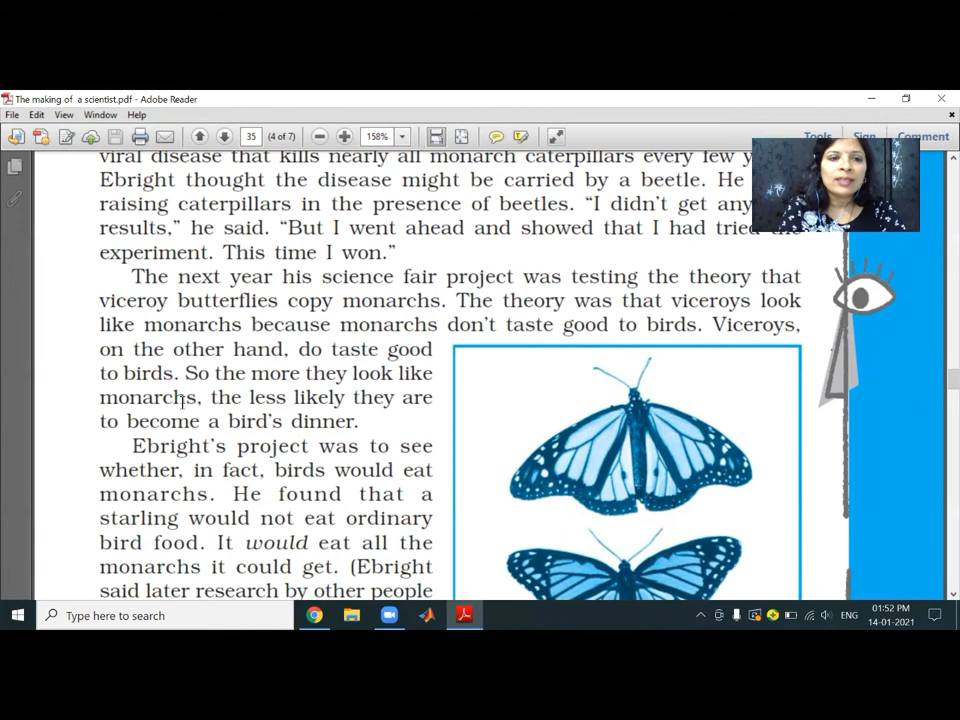 The making of a scientist.pdf - Adobe Reader
File Edit View Window Help
35 (4 of 7) 158% Tools Sign Comment
viral disease that kills nearly all monarch caterpillars every few
Ebright thought the disease might be carried by a beetle. He
raising caterpillars in the presence of beetles. “I didn’t get any
results,” he said. “But I went ahead and showed that I had tried the
experiment. This time I won.”
The next year his science fair project was testing the theory that
viceroy butterflies copy monarchs. The theory was that viceroys look
like monarchs because monarchs don’t taste good to birds. Viceroys,
on the other hand, do taste good
to birds. So the more they look like
monarchs, the less likely they are
to become a bird’s dinner.
Ebright’s project was to see
whether, in fact, birds would eat
monarchs. He found that a
starling would not eat ordinary
bird food. It would eat all the
monarchs it could get. (Ebright
said later research by other people
Type here to search
ENG
01:52 PM
14-01-2021